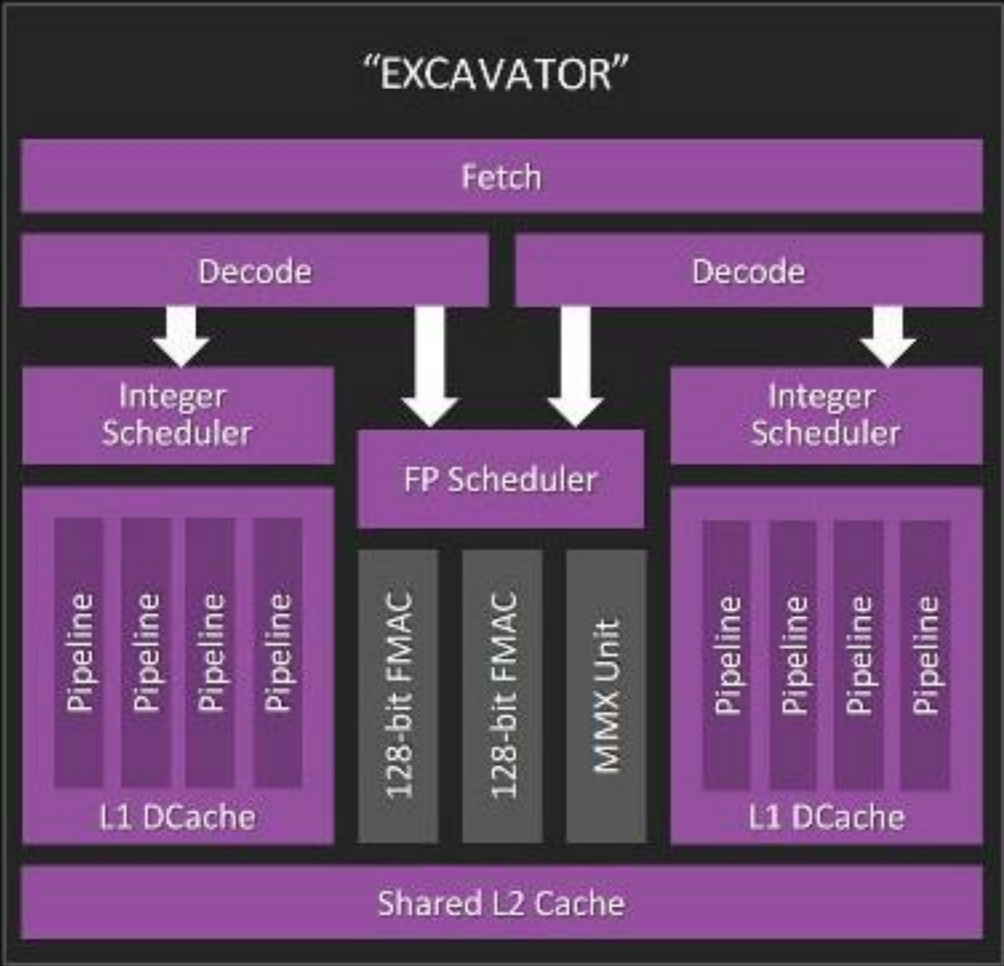 “EXCAVATOR”
Fetch
Decode
Decode
Integer
Scheduler
FP Scheduler
Integer
Scheduler
Pipeline
Pipeline
Pipeline
Pipeline
L1 DCache
128-bit FMAC
128-bit FMAC
MMX Unit
Pipeline
Pipeline
Pipeline
Pipeline
L1 DCache
Shared L2 Cache